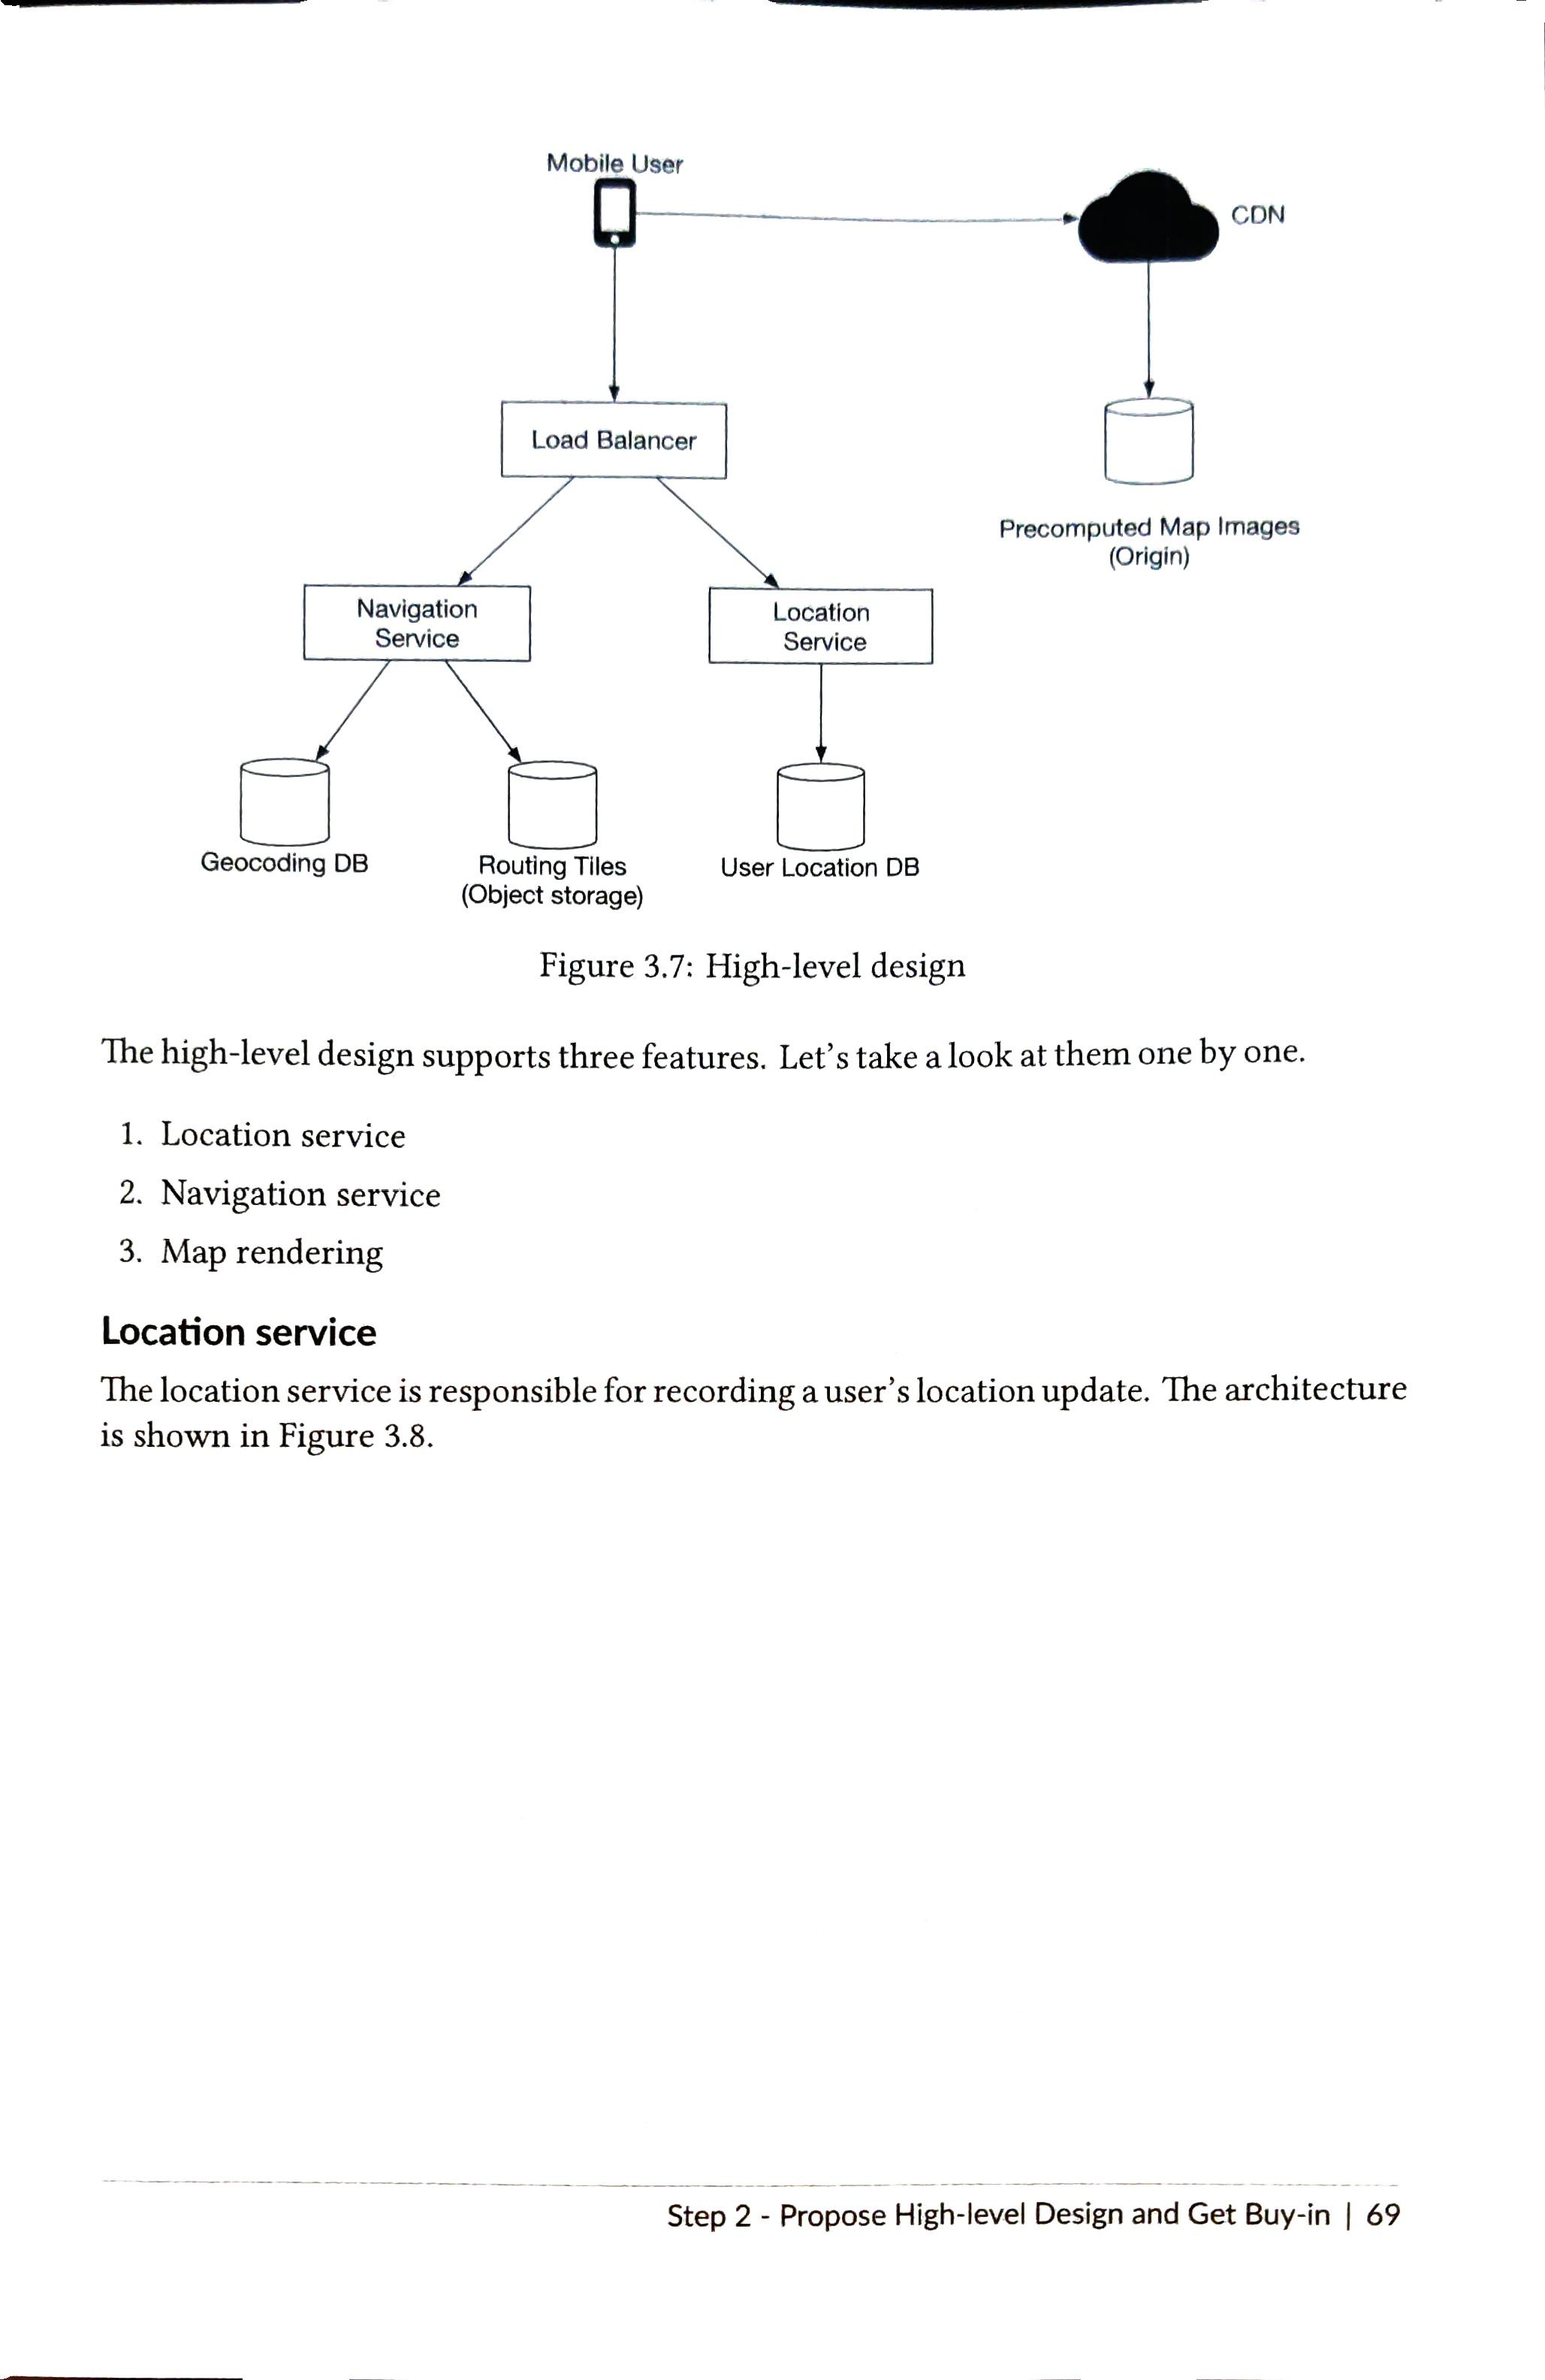 Mobile User
CDN
Load Balancer
Precomputed Map Images
(Origin)
Navigation
Service
Location
Service
Geocoding DB
Routing Tiles
(Object storage)
User Location DB
Figure 3.7: High-level design
The high-level design supports three features. Let's take a look at them one by one.
1. Location service
2. Navigation service
3. Map rendering
Location service
The location service is responsible for recording a user's location update. The architecture
is shown in Figure 3.8.
Step 2 - Propose High-level Design and Get Buy-in | 69